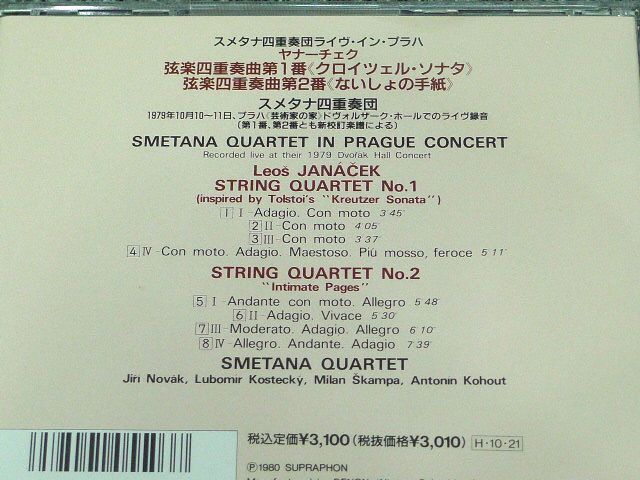 スメタナ四重奏団ライヴ・イン・プラハ
ヤナーチェク
弦楽四重奏曲第1番《クロイツェル・ソナタ》
弦楽四重奏曲第2番《ないしょの手紙》
スメタナ四重奏団
1979年10月10〜11日、プラハ《芸術家の家》ドヴォルザーク・ホールでのライヴ録音
(第1番、第2番とも新校訂楽譜による)
SMETANA QUARTET IN PRAGUE CONCERT
Recorded live at their 1979 Dvořák Hall Concert
Leoš JANÁČEK
STRING QUARTET No.1
(inspired by Tolstoi's "Kreutzer Sonata")
1 I-Adagio. Con moto 3'45"
2 II-Con moto 4'05"
3 III-Con moto 3'37"
4 IV-Con moto. Adagio. Maestoso. Più mosso, feroce 5'11"
STRING QUARTET No.2
"Intimate Pages"
5 I-Andante con moto. Allegro 5'48"
6 II-Adagio. Vivace 5'30"
7 III-Moderato. Adagio. Allegro 6'10"
8 IV-Allegro. Andante. Adagio 7'39"
SMETANA QUARTET
Jiří Novák, Lubomír Kostecký, Milan Škampa, Antonín Kohout
税込定価¥3,100(税抜価格¥3,010) H・10・21
Ⓟ1980 SUPRAPHON